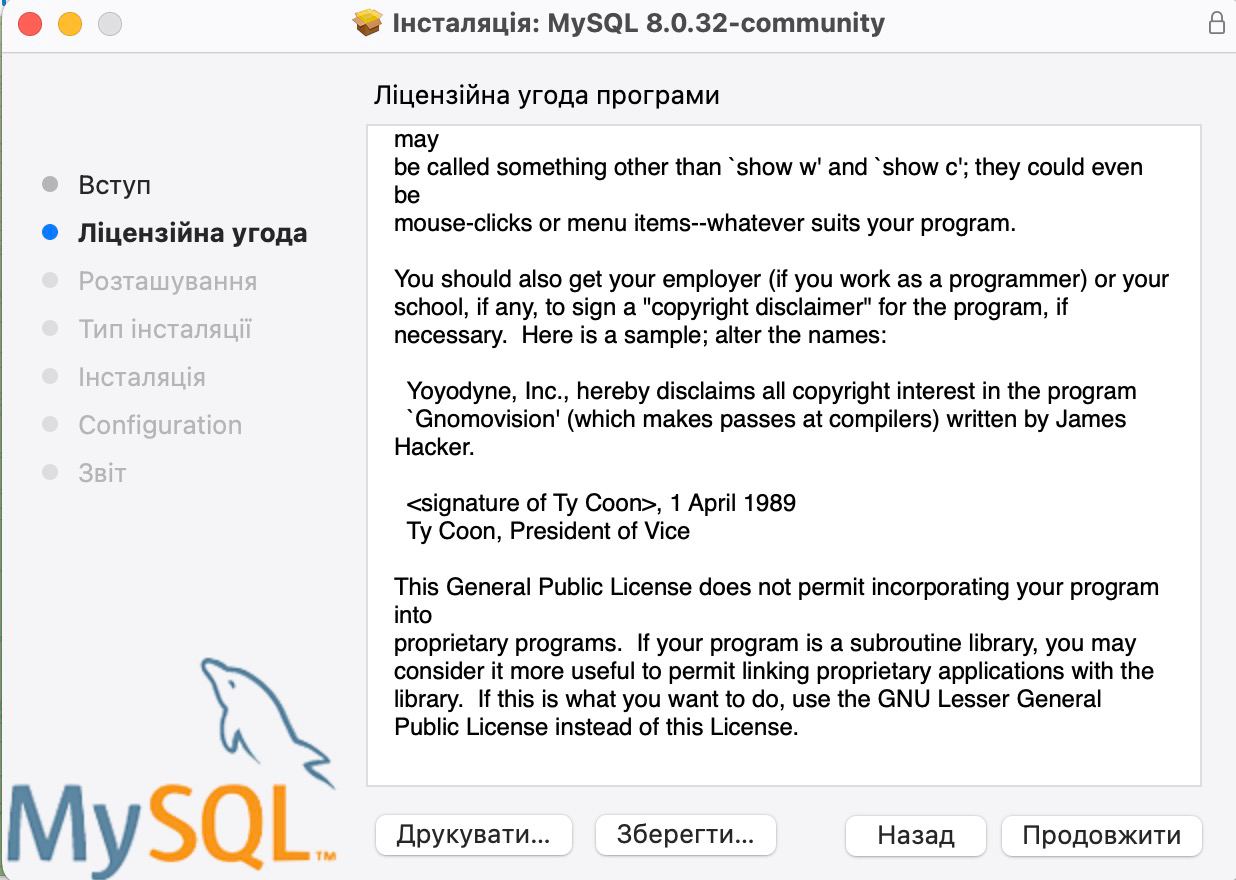 Інсталяція: MySQL 8.0.32-community
Ліцензійна угода програми
Вступ
Ліцензійна угода
Розташування
Тип інсталяції
Інсталяція
Configuration
Звіт
may
be called something other than `show w' and `show c'; they could even
be
mouse-clicks or menu items--whatever suits your program.
You should also get your employer (if you work as a programmer) or your
school, if any, to sign a "copyright disclaimer" for the program, if
necessary.  Here is a sample; alter the names:
Yoyodyne, Inc., hereby disclaims all copyright interest in the program
`Gnomovision' (which makes passes at compilers) written by James
Hacker.
<signature of Ty Coon>, 1 April 1989
Ty Coon, President of Vice
This General Public License does not permit incorporating your program
into
proprietary programs.  If your program is a subroutine library, you may
consider it more useful to permit linking proprietary applications with the
library.  If this is what you want to do, use the GNU Lesser General
Public License instead of this License.
MySQL™
Друкувати...
Зберегти...
Назад
Продовжити